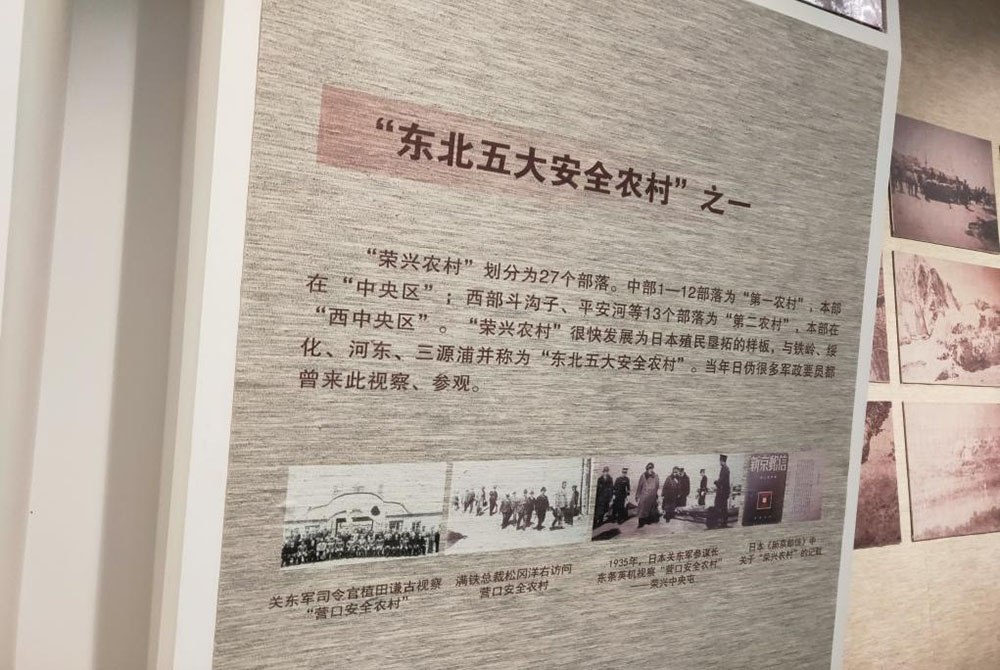 “东北五大安全农村”之一
“荣兴农村”划分为27个部落。中部1—12部落为“第一农村”，本部
在“中央区”；西部斗沟子、平安河等13个部落为“第二农村”，本部在
“西中央区”。“荣兴农村”很快发展为日本殖民垦拓的样板，与铁岭、绥
化、河东、三源浦并称为“东北五大安全农村”。当年日伪很多军政要员都
曾来此视察、参观。
新京邮信
关东军司令官植田谦吉视察
“营口安全农村”
满铁总裁松冈洋右访问
营口安全农村
1935年，日本关东军参谋长
东条英机视察“营口安全农村”
荣兴中央屯
日本《新京邮信》中
关于“荣兴农村”的记载